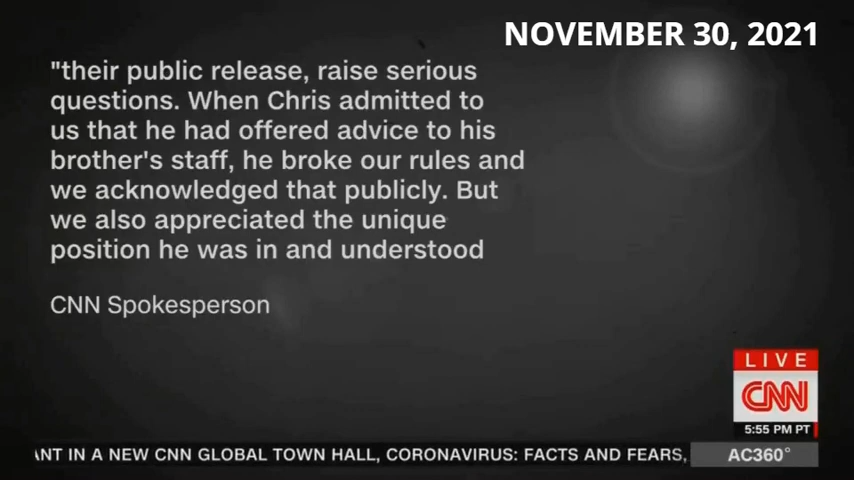 NOVEMBER 30, 2021
"their public release, raise serious
questions. When Chris admitted to
us that he had offered advice to his
brother's staff, he broke our rules and
we acknowledged that publicly. But
we also appreciated the unique
position he was in and understood
CNN Spokesperson
LIVE
CNN
5:55 PM PT
ANT IN A NEW CNN GLOBAL TOWN HALL, CORONAVIRUS: FACTS AND FEARS,
AC360°